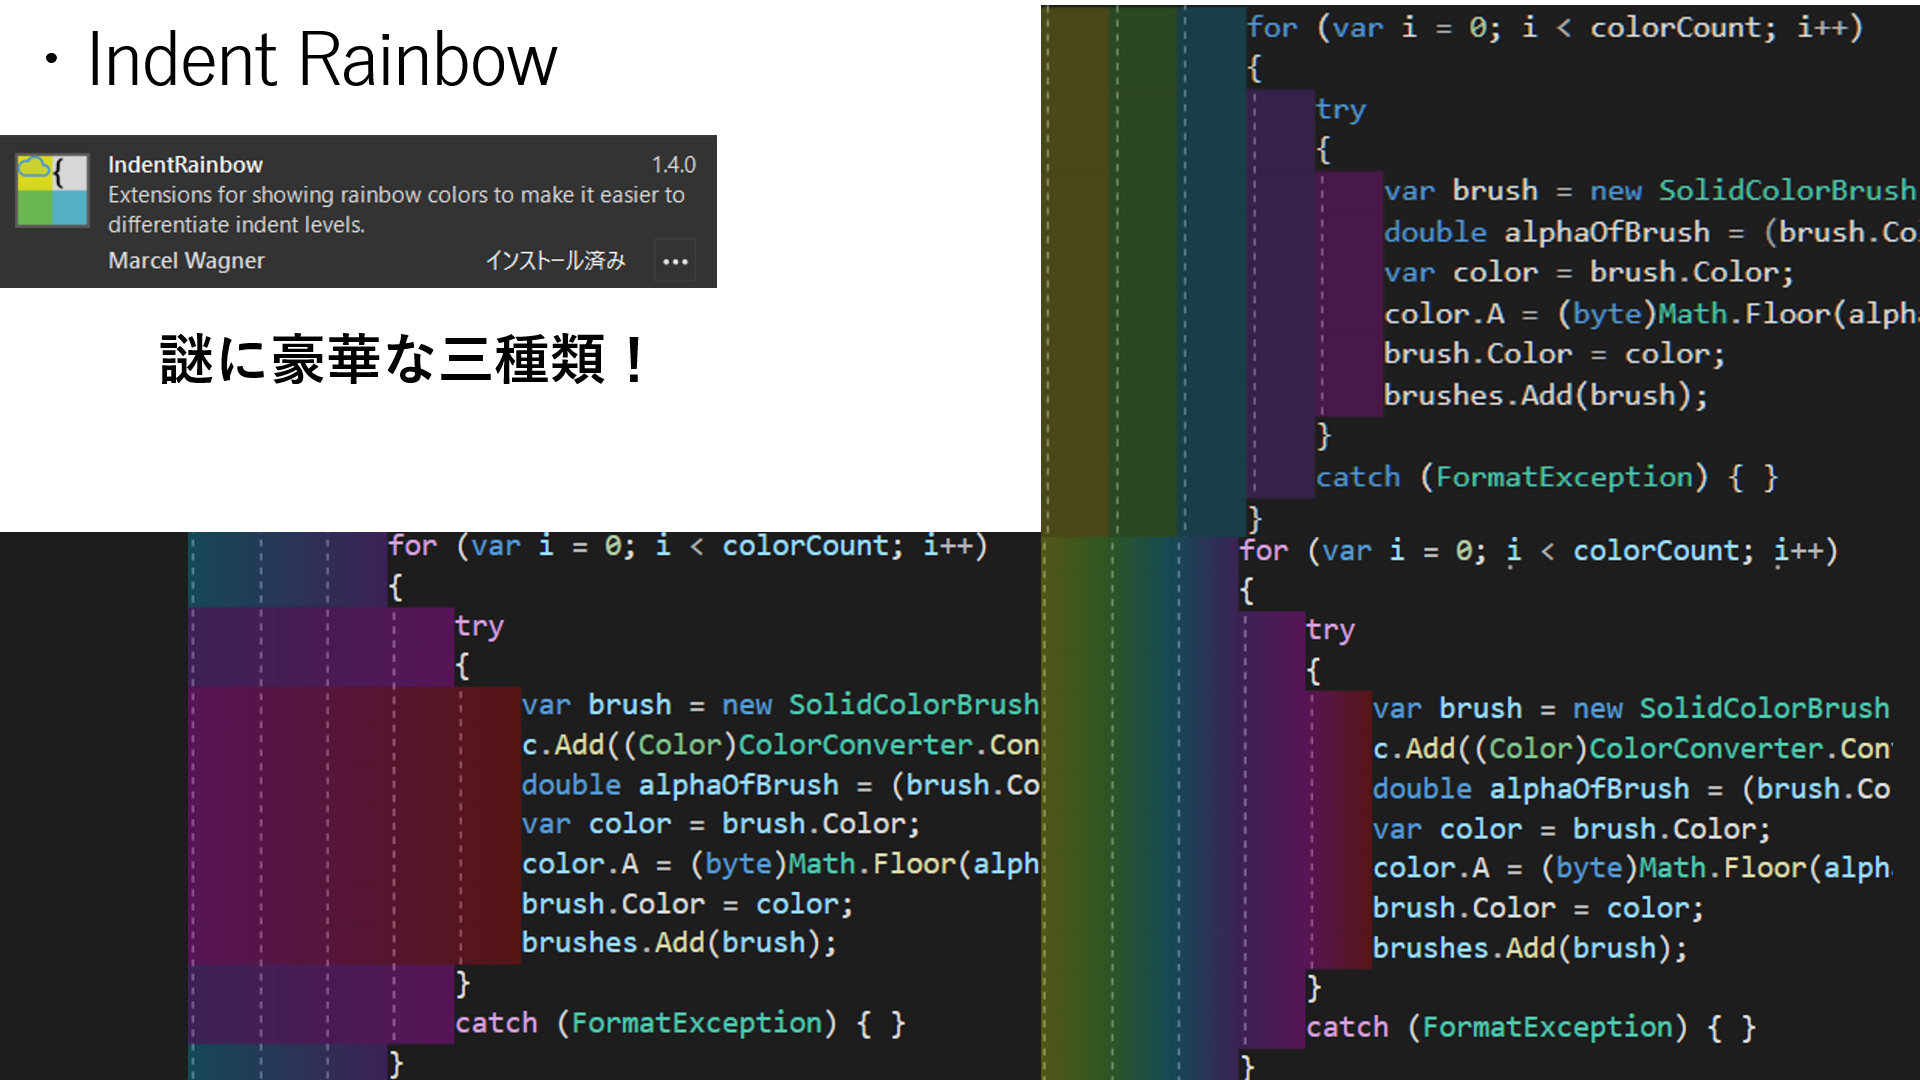 ・Indent Rainbow
IndentRainbow 1.4.0
Extensions for showing rainbow colors to make it easier to
differentiate indent levels.
Marcel Wagner インストール済み ...
謎に豪華な三種類！
for (var i = 0; i < colorCount; i++)
{
try
{
var brush = new SolidColorBrush
double alphaOfBrush = (brush.Co
var color = brush.Color;
color.A = (byte)Math.Floor(alph
brush.Color = color;
brushes.Add(brush);
}
catch (FormatException) { }
}
for (var i = 0; i < colorCount; i++)
{
try
{
var brush = new SolidColorBrush
c.Add((Color)ColorConverter.Con
double alphaOfBrush = (brush.Co
var color = brush.Color;
color.A = (byte)Math.Floor(alph
brush.Color = color;
brushes.Add(brush);
}
catch (FormatException) { }
}
for (var i = 0; i < colorCount; i++)
{
try
{
var brush = new SolidColorBrush
c.Add((Color)ColorConverter.Con
double alphaOfBrush = (brush.Co
var color = brush.Color;
color.A = (byte)Math.Floor(alph
brush.Color = color;
brushes.Add(brush);
}
catch (FormatException) { }
}